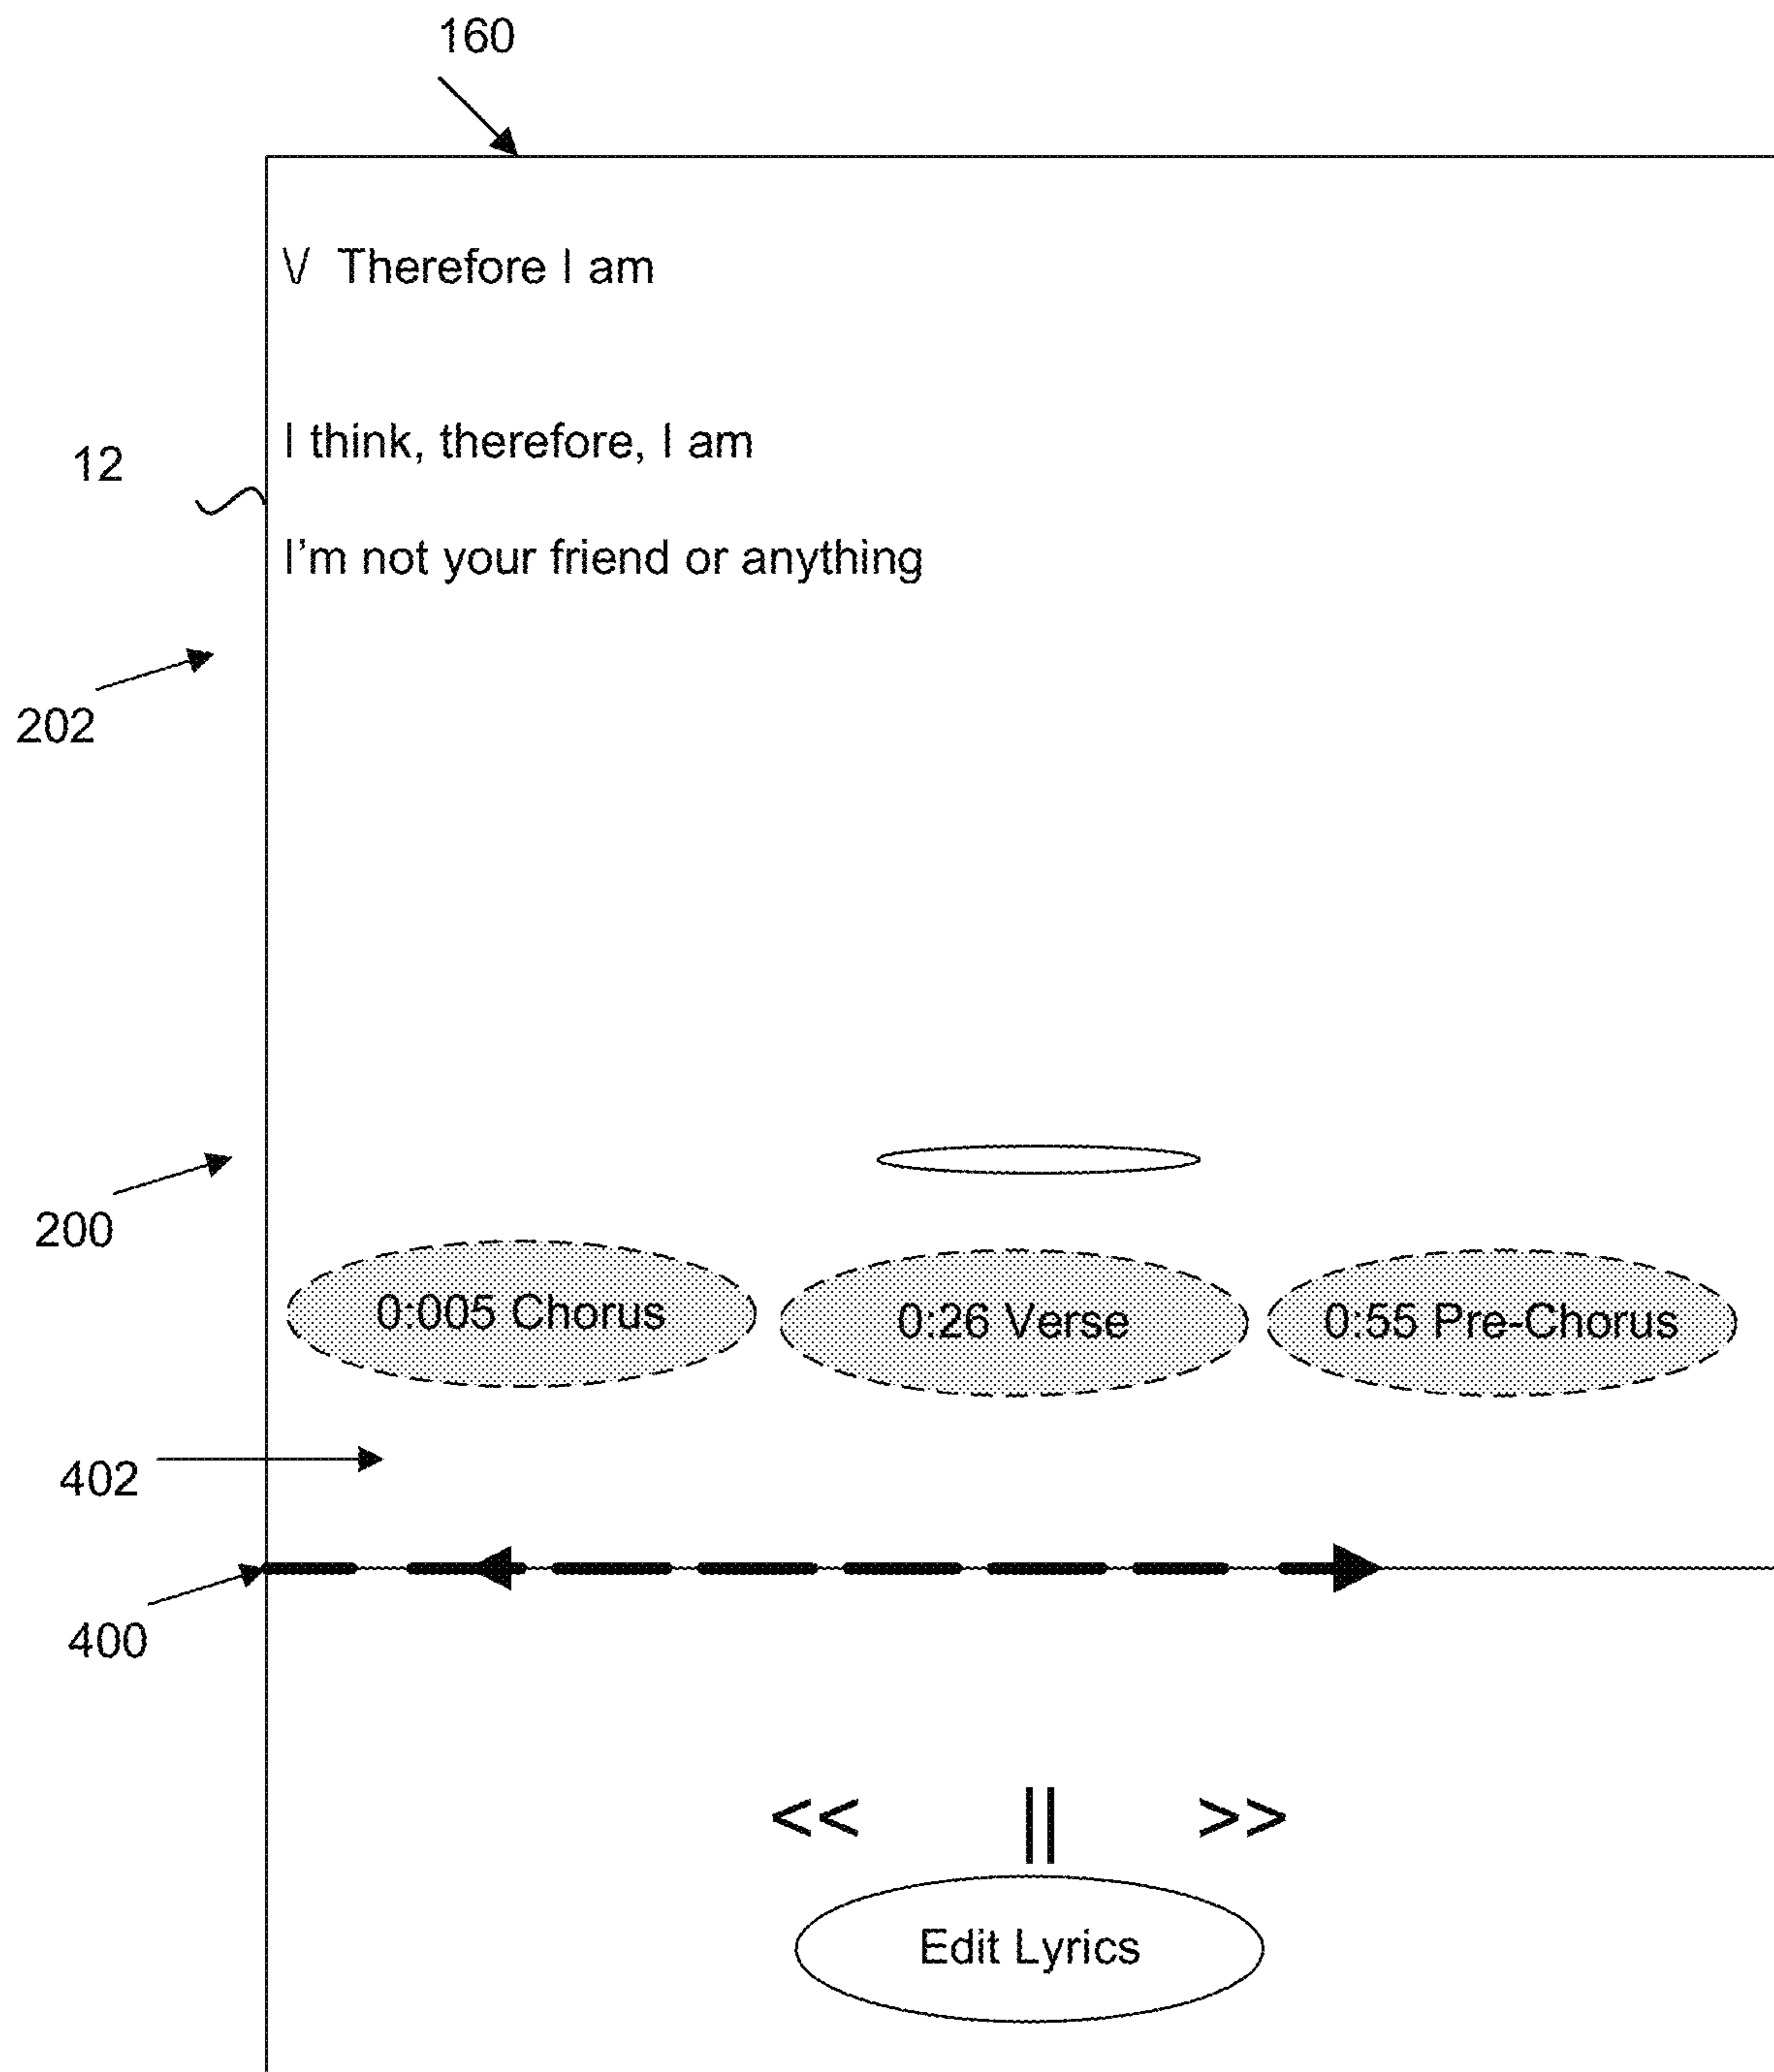 160
V Therefore I am
I think, therefore, I am
12
I'm not your friend or anything
202
200
0:005 Chorus
0:26 Verse
0:55 Pre-Chorus
402
400
<< || >>
Edit Lyrics